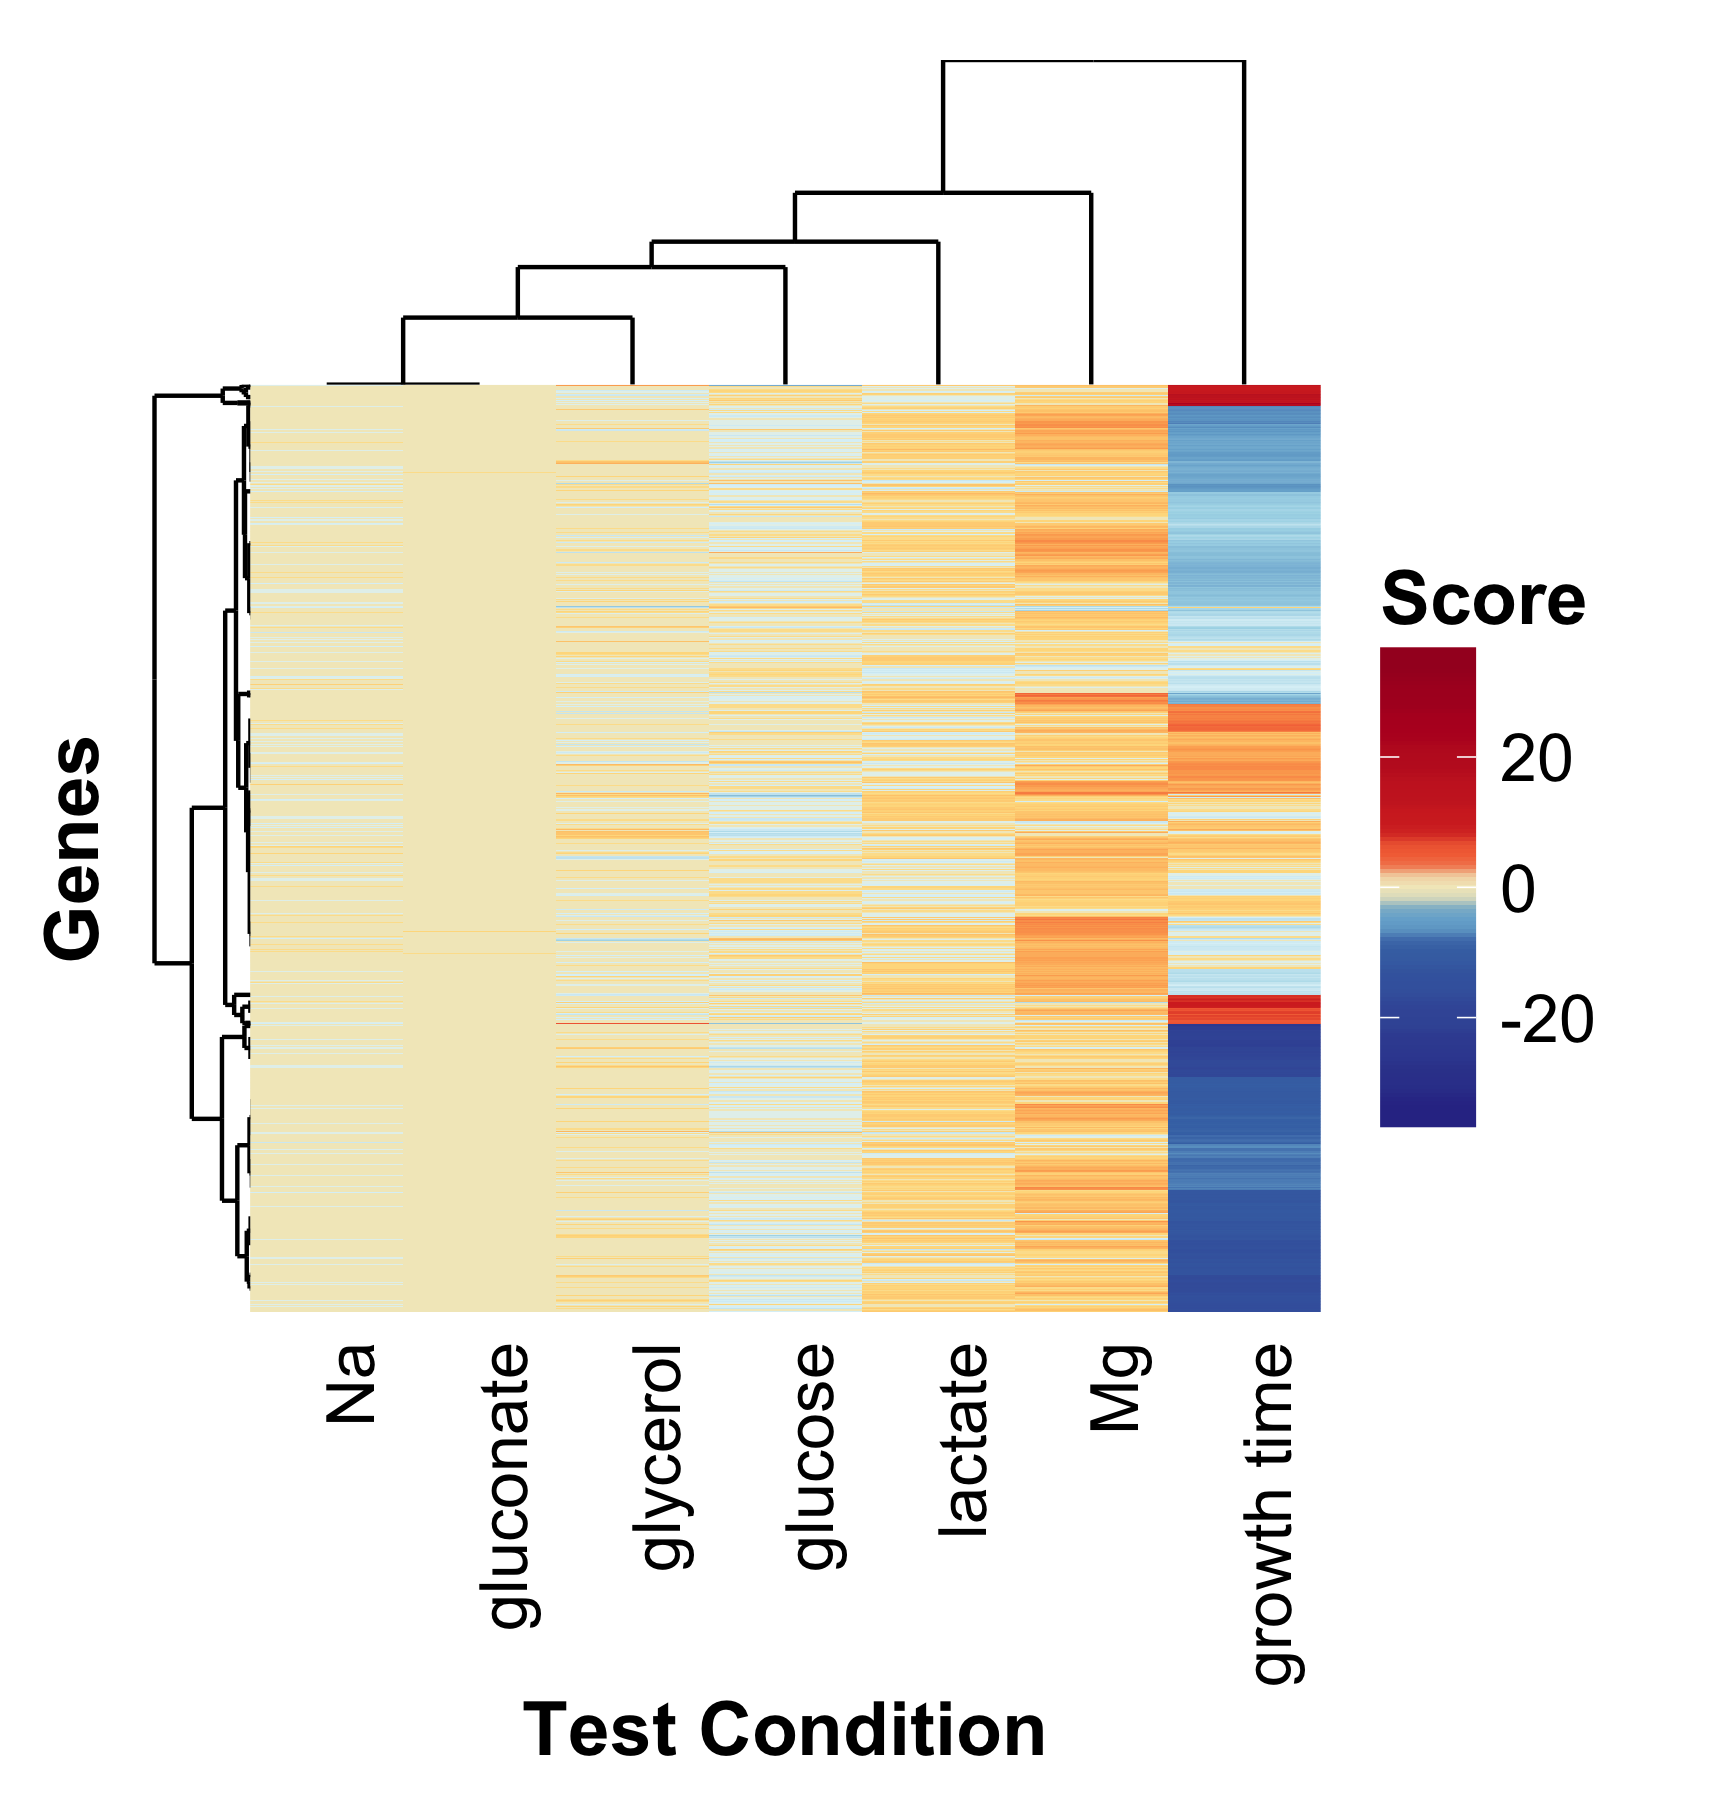 Genes
Score
20
0
-20
Na
gluconate
glycerol
glucose
lactate
Mg
growth time
Test Condition